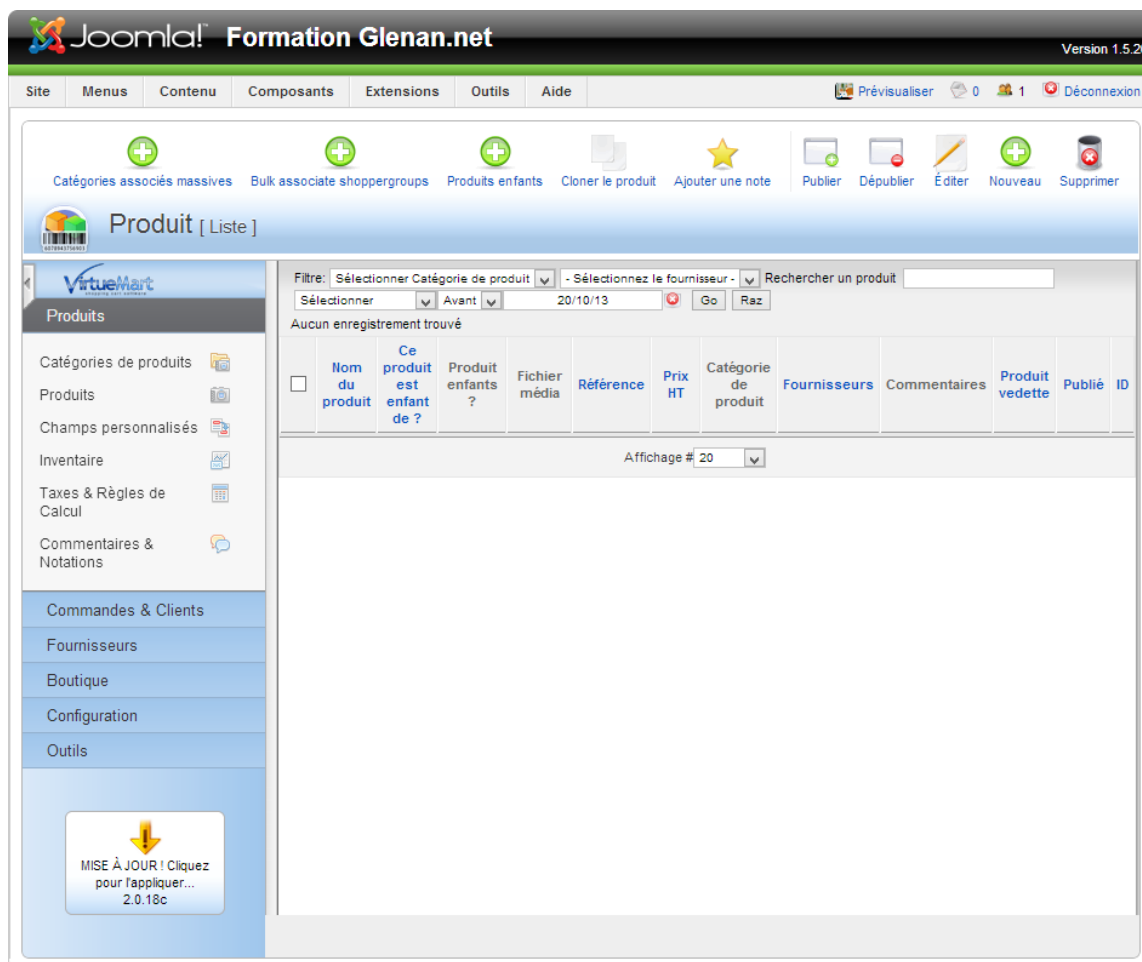 Joomla! Formation Glenan.net
Version 1.5.2
Site Menus Contenu Composants Extensions Outils Aide Prévisualiser 0 1 Déconnexion
Catégories associés massives Bulk associate shoppergroups Produits enfants Cloner le produit Ajouter une note Publier Dépublier Éditer Nouveau Supprimer
Produit [ Liste ]
VirtueMart
shopping cart software
Produits
Catégories de produits
Produits
Champs personnalisés
Inventaire
Taxes & Règles de
Calcul
Commentaires &
Notations
Commandes & Clients
Fournisseurs
Boutique
Configuration
Outils
MISE À JOUR ! Cliquez
pour l'appliquer...
2.0.18c
Filtre: Sélectionner Catégorie de produit - Sélectionnez le fournisseur - Rechercher un produit
Sélectionner Avant 20/10/13 Go Raz
Aucun enregistrement trouvé
Nom
du
produit
Ce
produit
est
enfant
de ?
Produit
enfants
?
Fichier
média
Référence
Prix
HT
Catégorie
de
produit
Fournisseurs
Commentaires
Produit
vedette
Publié
ID
Affichage # 20